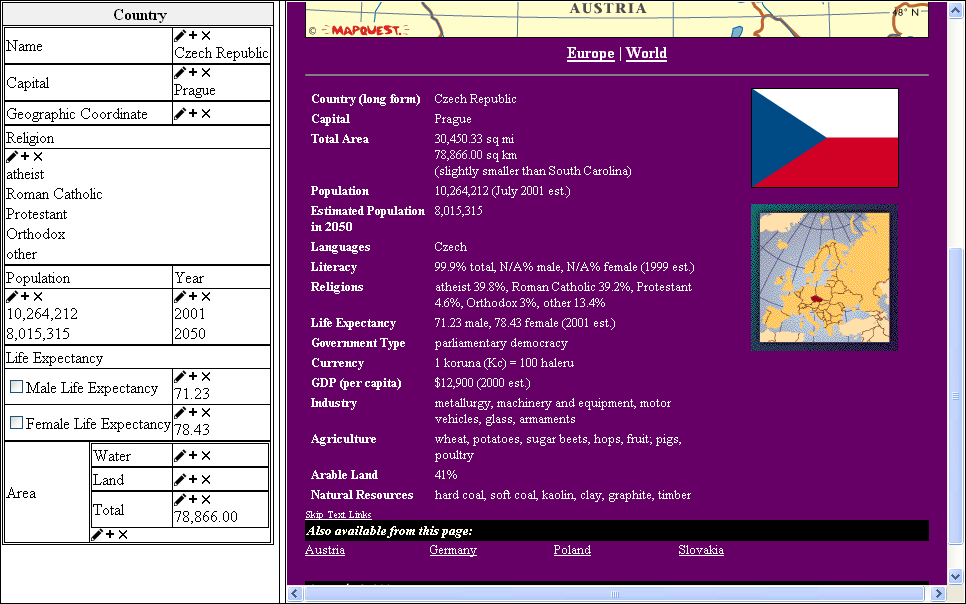 Country
Name
Czech Republic
Capital
Prague
Geographic Coordinate
Religion
atheist
Roman Catholic
Protestant
Orthodox
other
Population Year
10,264,212 2001
8,015,315 2050
Life Expectancy
Male Life Expectancy 71.23
Female Life Expectancy 78.43
Area
Water
Land
Total
78,866.00
AUSTRIA
48° N
© MAPQUEST.
Europe | World
Country (long form) Czech Republic
Capital Prague
Total Area 30,450.33 sq mi
78,866.00 sq km
(slightly smaller than South Carolina)
Population 10,264,212 (July 2001 est.)
Estimated Population 8,015,315
in 2050
Languages Czech
Literacy 99.9% total, N/A% male, N/A% female (1999 est.)
Religions atheist 39.8%, Roman Catholic 39.2%, Protestant
4.6%, Orthodox 3%, other 13.4%
Life Expectancy 71.23 male, 78.43 female (2001 est.)
Government Type parliamentary democracy
Currency 1 koruna (Kc) = 100 haleru
GDP (per capita) $12,900 (2000 est.)
Industry metallurgy, machinery and equipment, motor
vehicles, glass, armaments
Agriculture wheat, potatoes, sugar beets, hops, fruit; pigs,
poultry
Arable Land 41%
Natural Resources hard coal, soft coal, kaolin, clay, graphite, timber
Skip Text Links
Also available from this page:
Austria Germany Poland Slovakia